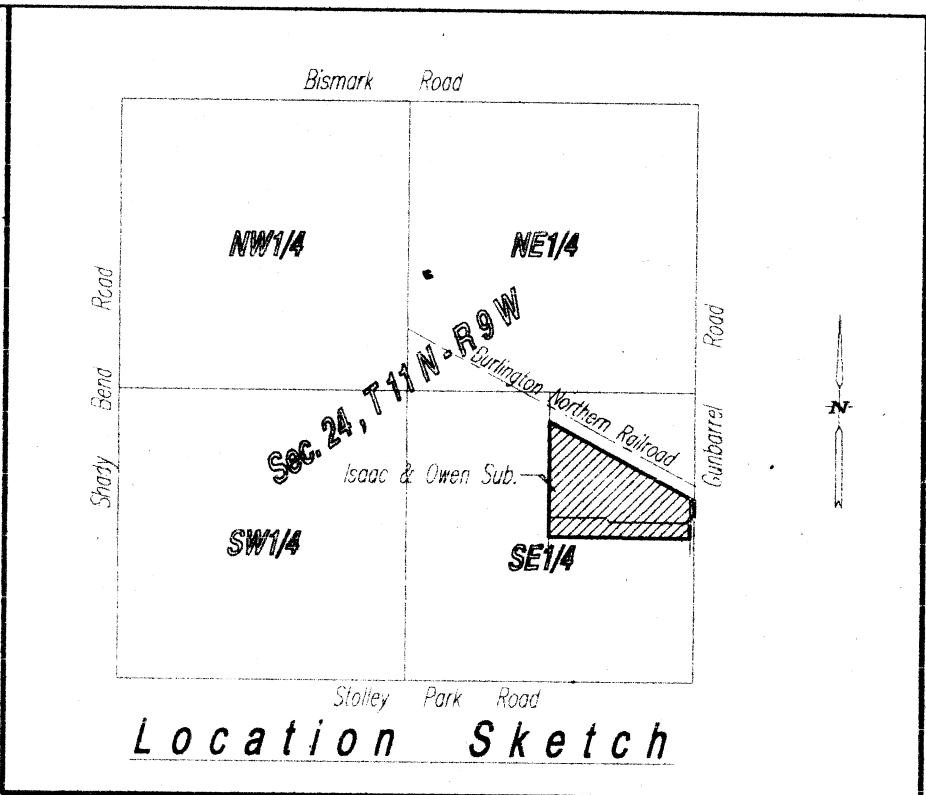 Bismark Road
NW1/4
NE1/4
Shady Bend Road
Gunbarrel Road
Sec. 24, T 11 N - R 9 W
Burlington Northern Railroad
N
Isaac & Owen Sub.
SW1/4
SE1/4
Stolley Park Road
Location Sketch